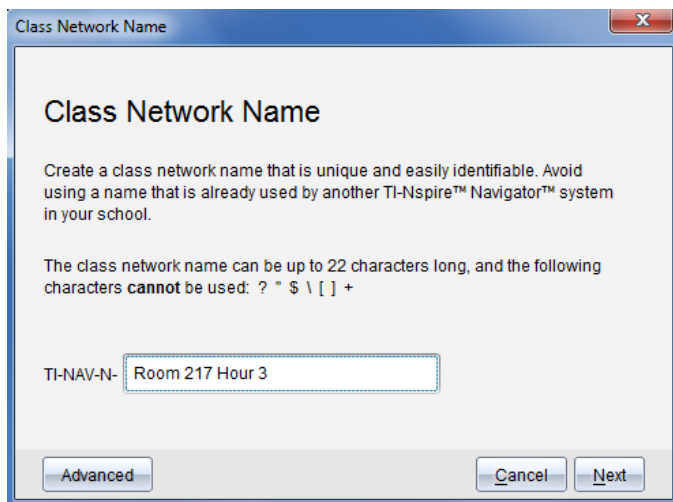 Class Network Name
Class Network Name
Create a class network name that is unique and easily identifiable. Avoid
using a name that is already used by another TI-Nspire™ Navigator™ system
in your school.
The class network name can be up to 22 characters long, and the following
characters cannot be used: ? " $ \ [ ] +
TI-NAV-N- Room 217 Hour 3
Advanced Cancel Next